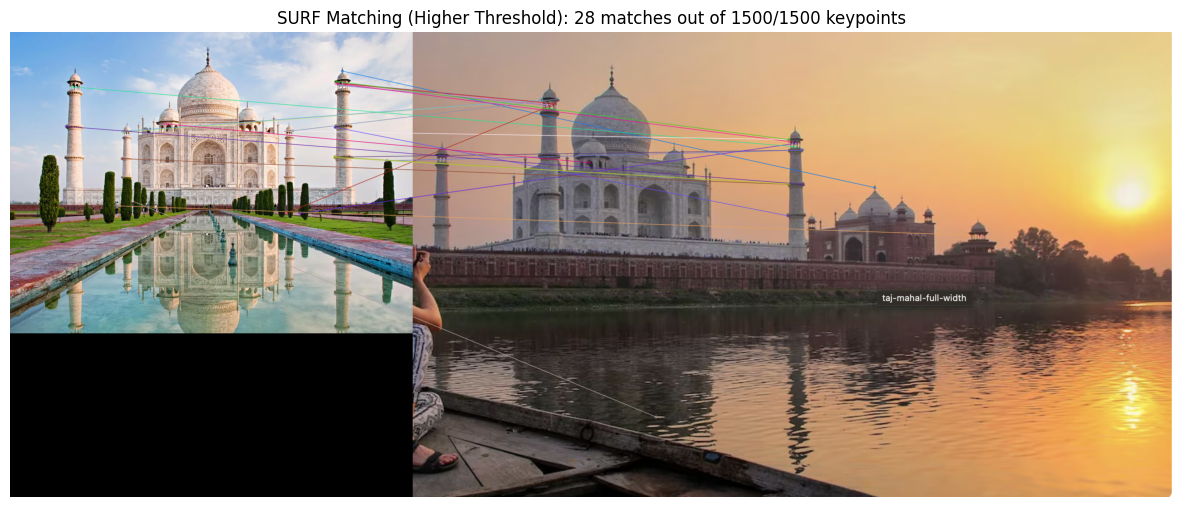 SURF Matching (Higher Threshold): 28 matches out of 1500/1500 keypoints
taj-mahal-full-width